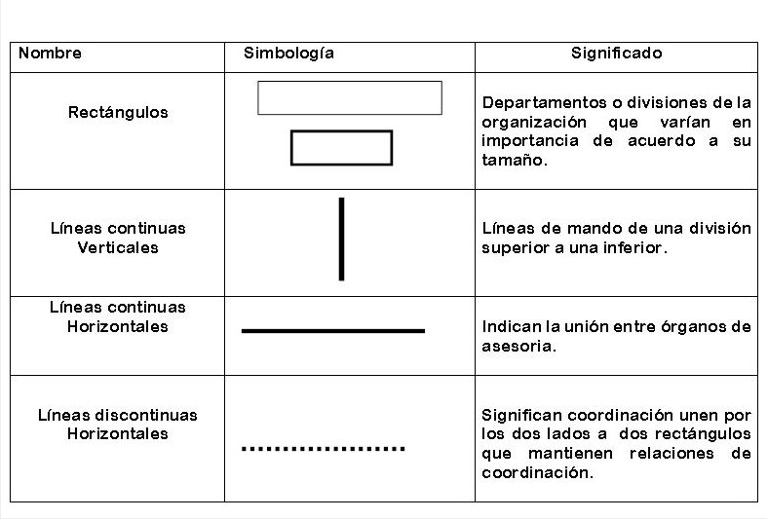 Nombre
Simbología
Significado
Rectángulos
Departamentos o divisiones de la
organización que varían en
importancia de acuerdo a su
tamaño.
Líneas continuas
Verticales
Líneas de mando de una división
superior a una inferior.
Líneas continuas
Horizontales
Indican la unión entre órganos de
asesoria.
Líneas discontinuas
Horizontales
Significan coordinación unen por
los dos lados a dos rectángulos
que mantienen relaciones de
coordinación.